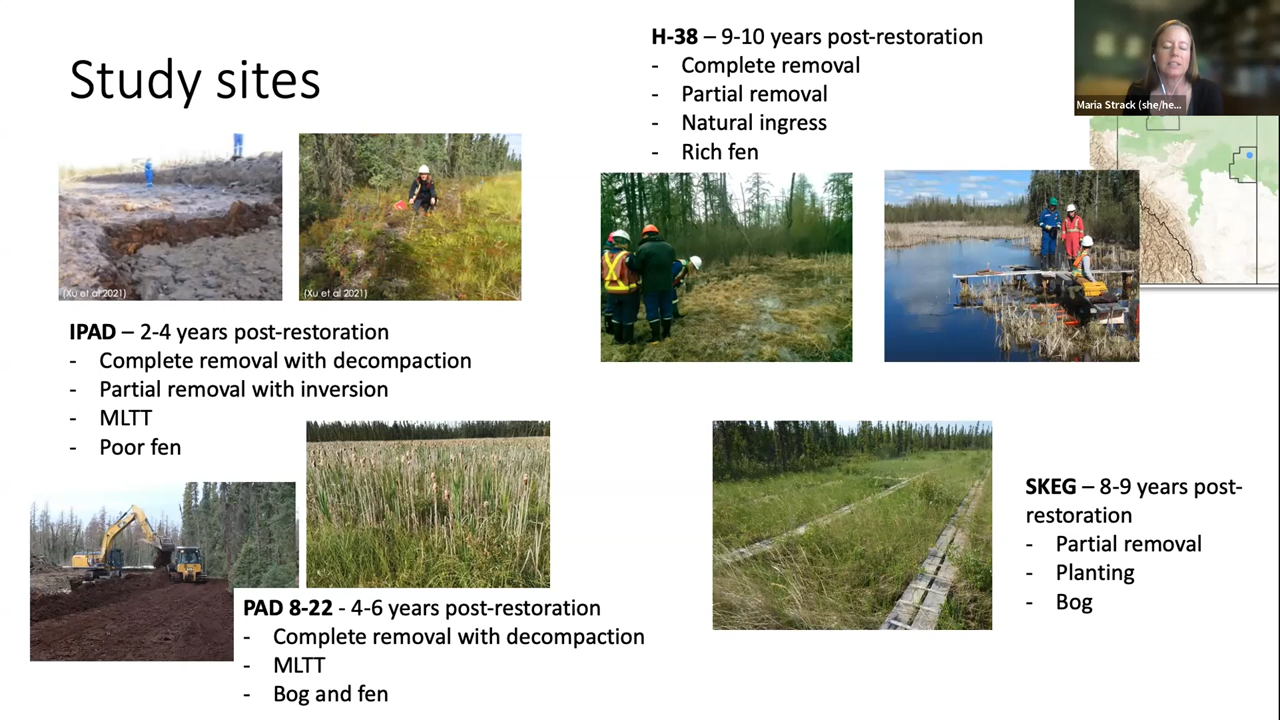 Study sites
(Xu et al 2021)
(Xu et al 2021)
IPAD – 2-4 years post-restoration
- Complete removal with decompaction
- Partial removal with inversion
- MLTT
- Poor fen
PAD 8-22 - 4-6 years post-restoration
- Complete removal with decompaction
- MLTT
- Bog and fen
H-38 – 9-10 years post-restoration
- Complete removal
- Partial removal
- Natural ingress
- Rich fen
SKEG – 8-9 years post-
restoration
- Partial removal
- Planting
- Bog
Maria Strack (she/he...